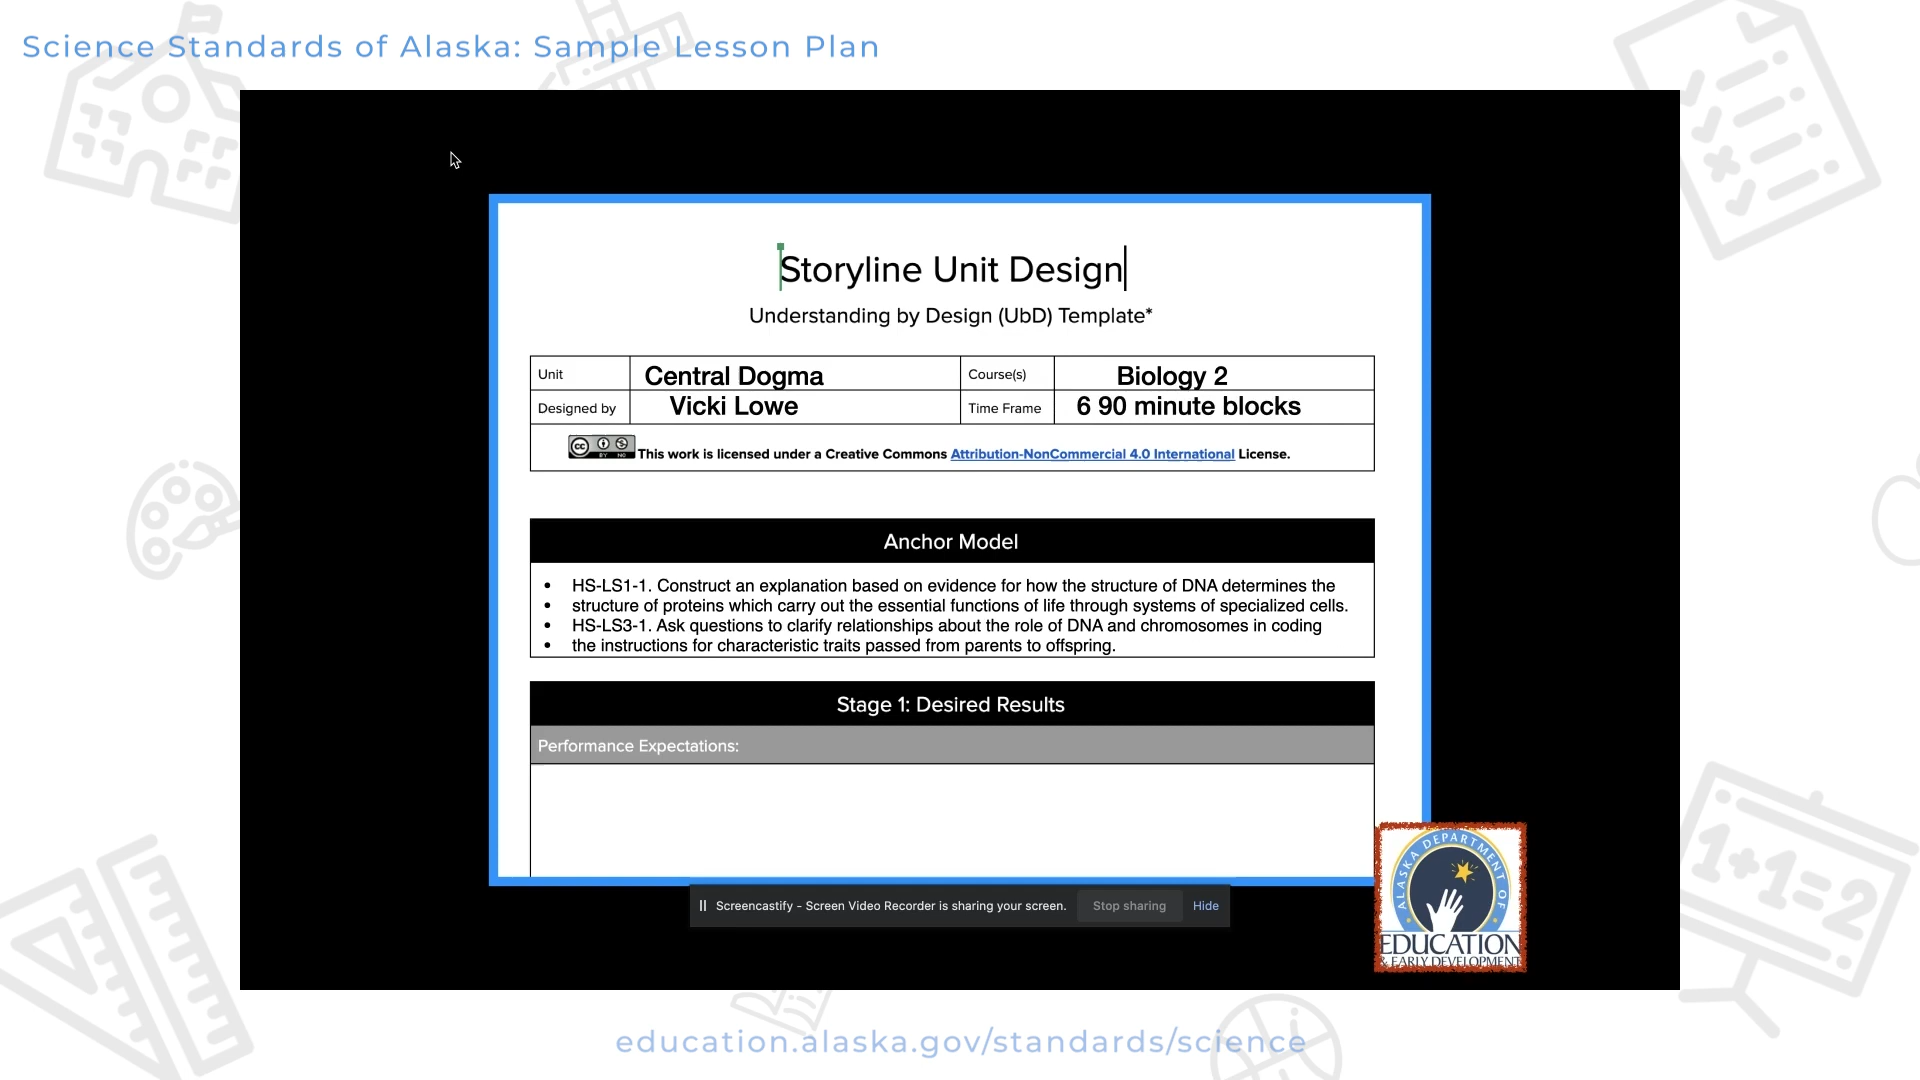 Science Standards of Alaska: Sample Lesson Plan
Storyline Unit Design
Understanding by Design (UbD) Template*
Unit Central Dogma Course(s) Biology 2
Designed by Vicki Lowe Time Frame 6 90 minute blocks
cc BY NC This work is licensed under a Creative Commons Attribution-NonCommercial 4.0 International License.
Anchor Model
• HS-LS1-1. Construct an explanation based on evidence for how the structure of DNA determines the
• structure of proteins which carry out the essential functions of life through systems of specialized cells.
• HS-LS3-1. Ask questions to clarify relationships about the role of DNA and chromosomes in coding
• the instructions for characteristic traits passed from parents to offspring.
Stage 1: Desired Results
Performance Expectations:
Screencastify - Screen Video Recorder is sharing your screen. Stop sharing Hide
ALASKA DEPARTMENT OF
EDUCATION
& EARLY DEVELOPMENT
1+1=2
education.alaska.gov/standards/science